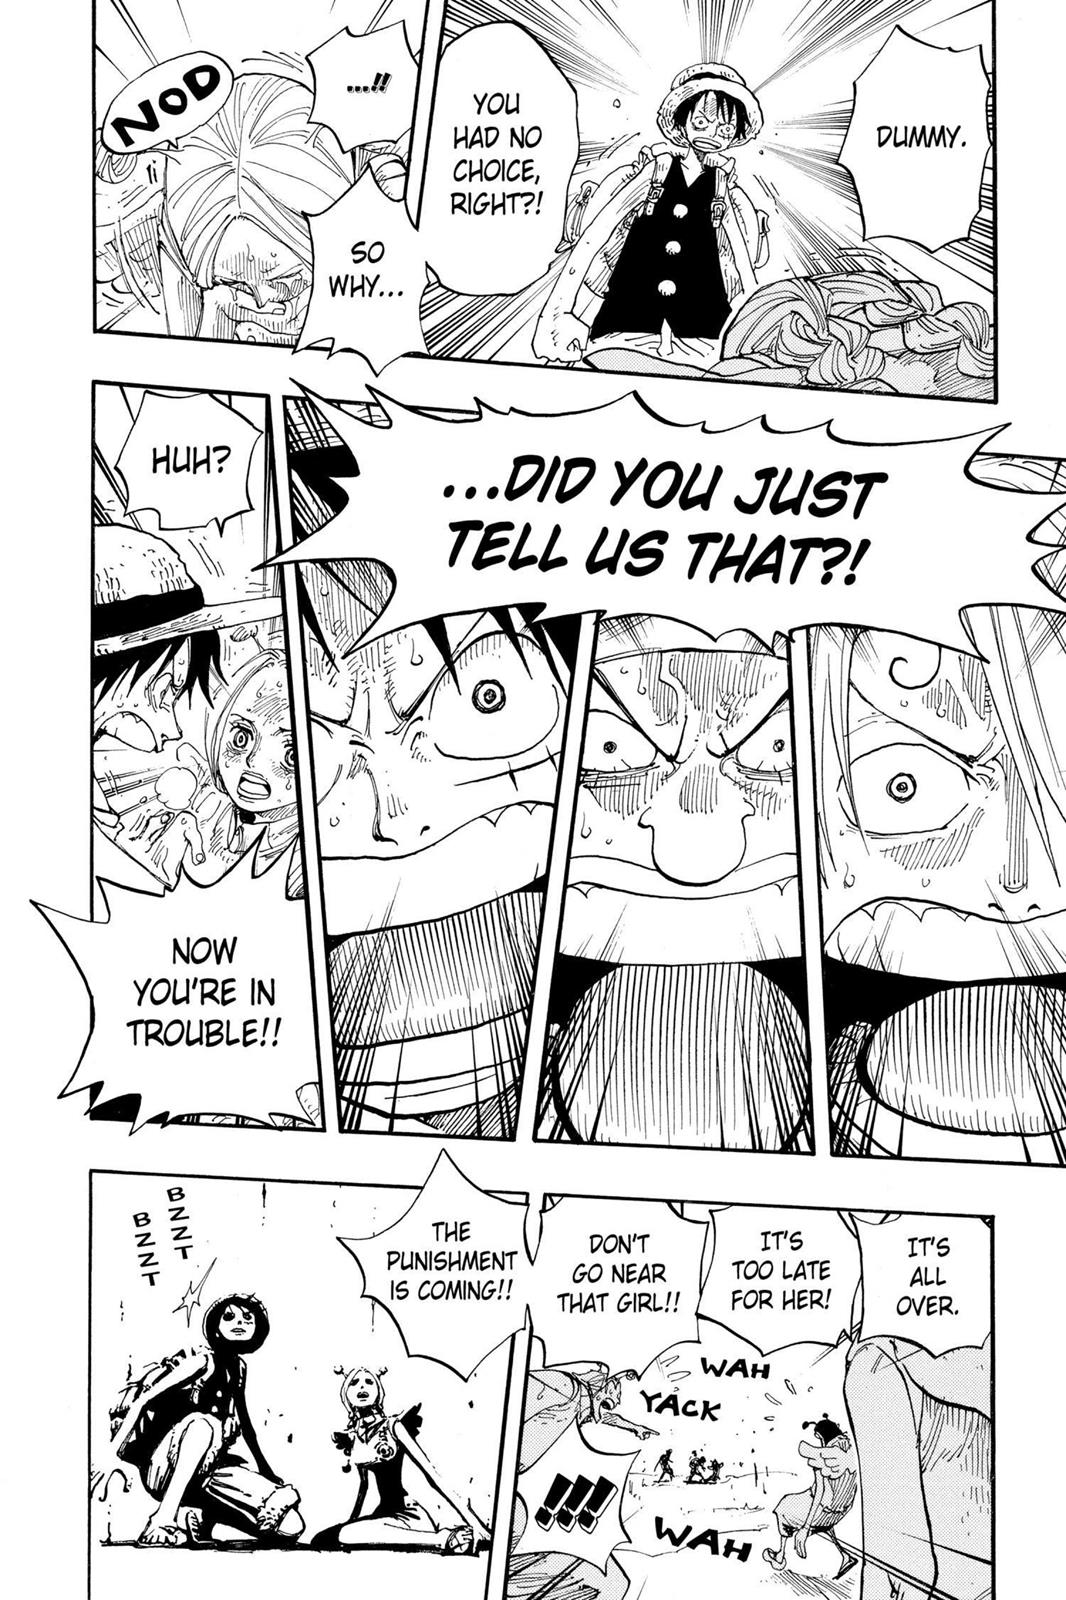 DUMMY.
YOU
HAD NO
CHOICE,
RIGHT?!
SO
WHY...
...!!
NOD
...DID YOU JUST
TELL US THAT?!
HUH?
NOW
YOU'RE IN
TROUBLE!!
IT'S
ALL
OVER.
IT'S
TOO LATE
FOR HER!
DON'T
GO NEAR
THAT GIRL!!
WAH
YACK
!!!
WAH
THE
PUNISHMENT
IS COMING!!
BZZT
BZZT